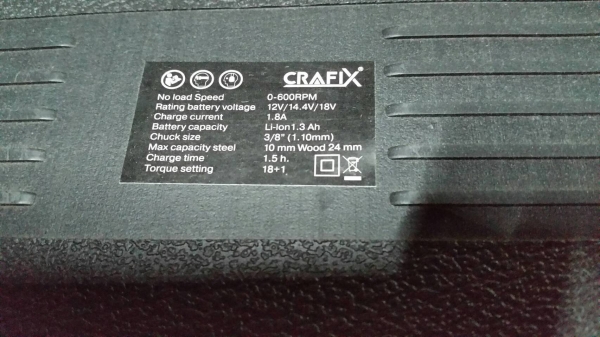 CRAFIX®
No load Speed 0-600RPM
Rating battery voltage 12V/14.4V/18V
Charge current 1.8A
Battery capacity Li-lon1.3 Ah
Chuck size 3/8" (1.10mm)
Max capacity steel 10 mm Wood 24 mm
Charge time 1.5 h.
Torque setting 18+1